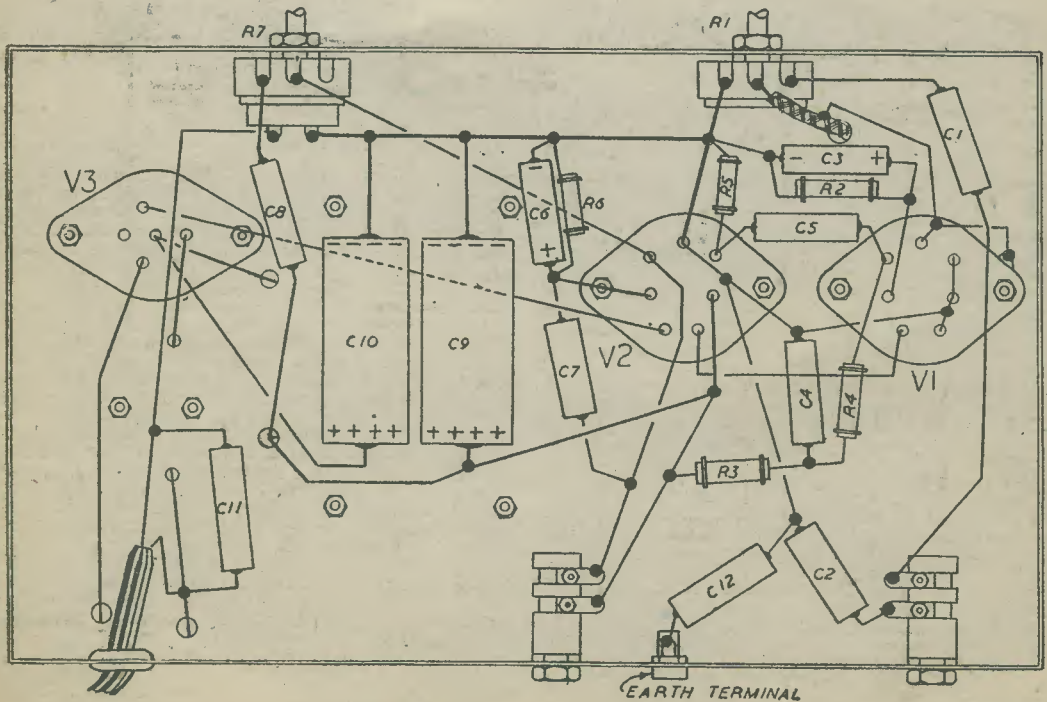 R7
R1
C1
- C3 +
R2
R5
C5
V3
C8
-
C6
+
R6
C10
C9
+ + + +
+ + + +
C7
V2
V1
C4
R4
R3
C11
C12
C2
EARTH TERMINAL